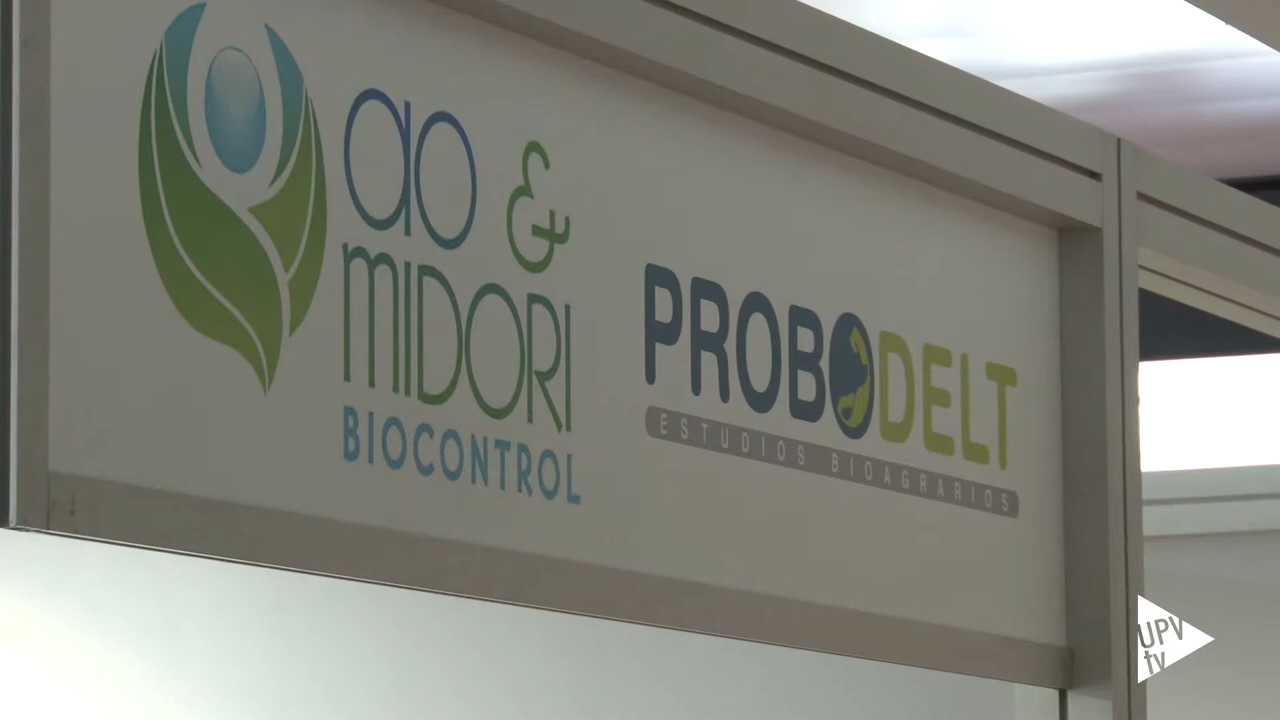 ao &
MIDORI
BIOCONTROL
PROBODELT
ESTUDIOS BIOAGRARIOS
UPV
tv